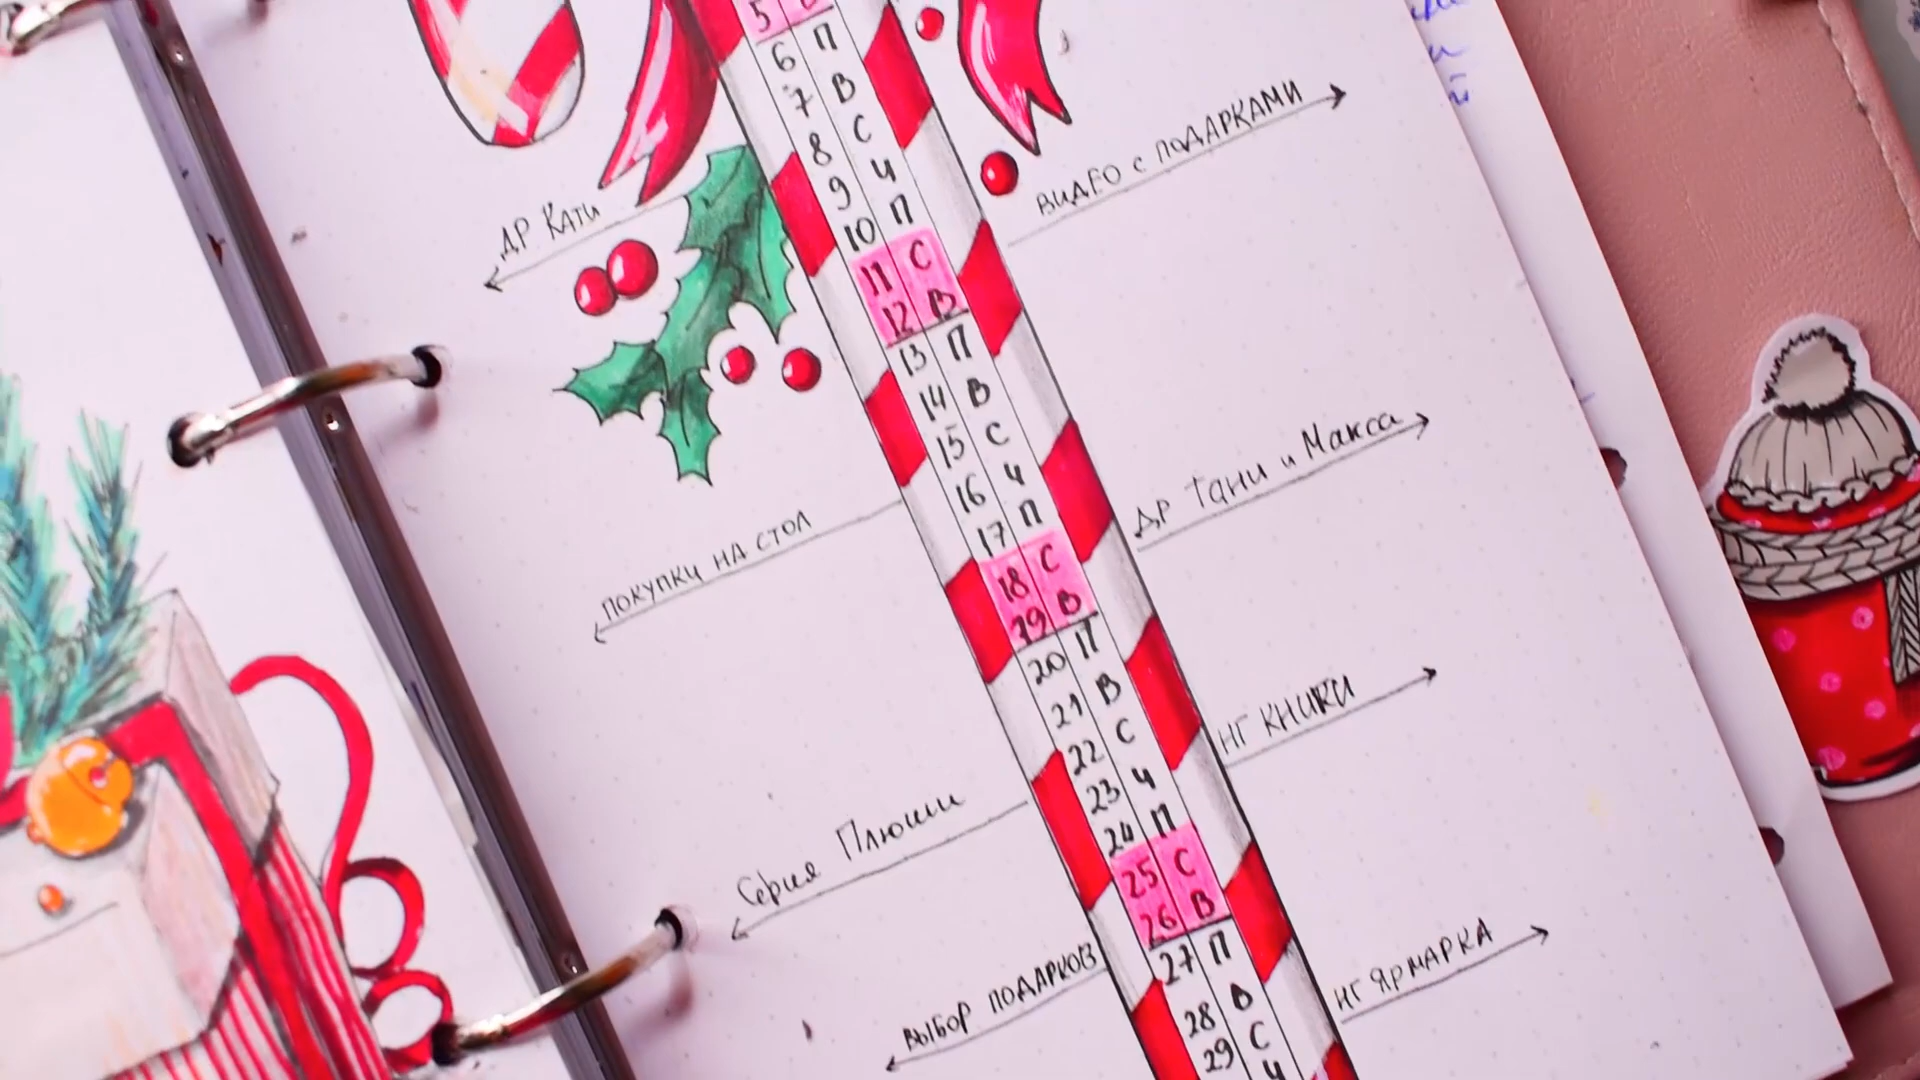 5 В
6 П
7 В
8 С
9 Ч
10 П
11 С
12 В
13 П
14 В
15 С
16 Ч
17 П
18 С
19 В
20 П
21 В
22 С
23 Ч
24 П
25 С
26 В
27 П
28 В
29 С
Ч
ДР Кати
ВИДЕО с ПОДАРКАМИ
ПОКУПКИ НА СТОЛ
ДР Тани и Макса
НГ КНИЖКИ
Серия Плюши
ВЫБОР ПОДАРКОВ
НГ ЯРМАРКА